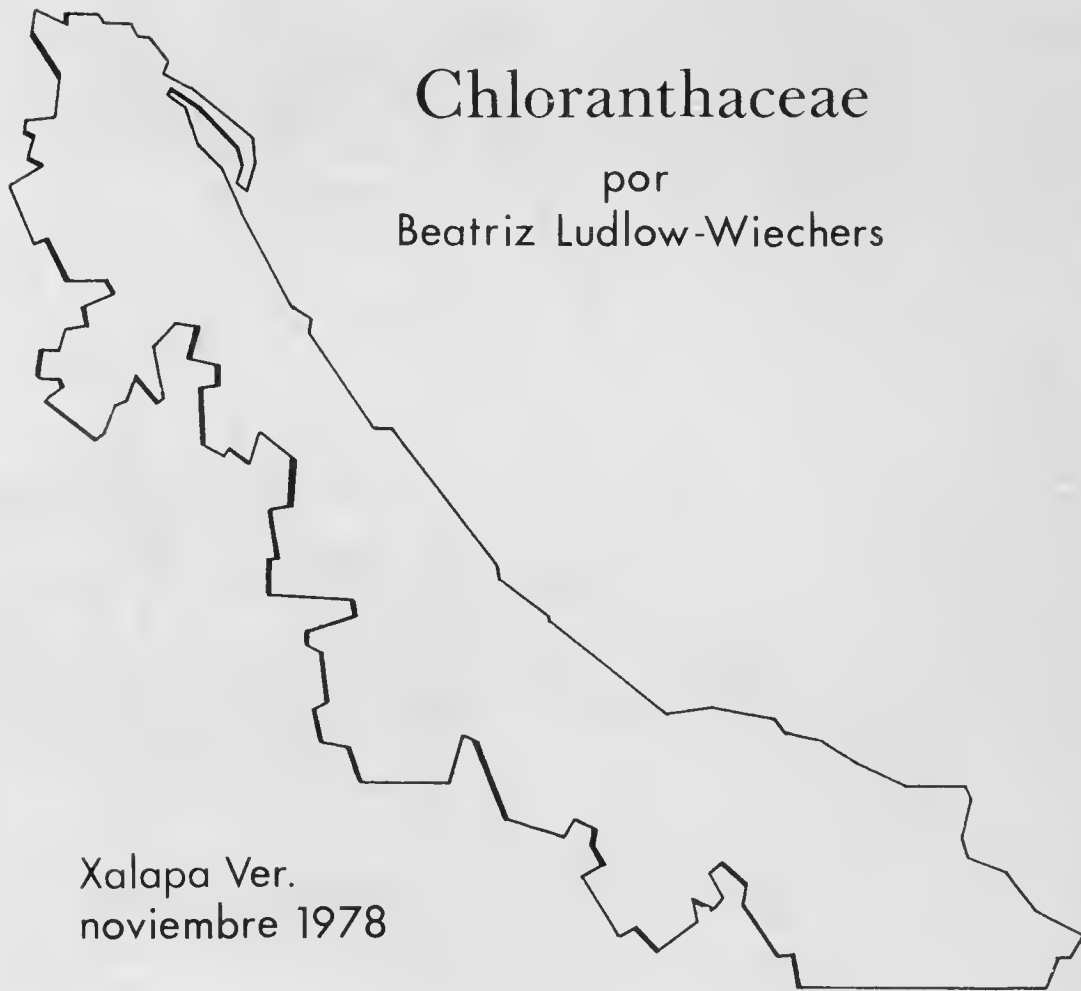 Chloranthaceae
por
Beatriz Ludlow-Wiechers
Xalapa Ver.
noviembre 1978